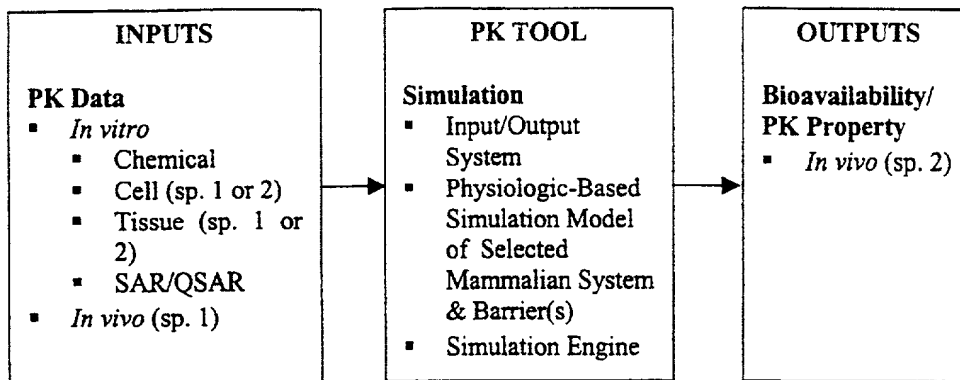 INPUTS
PK Data
▪ In vitro
▪ Chemical
▪ Cell (sp. 1 or 2)
▪ Tissue (sp. 1 or
2)
▪ SAR/QSAR
▪ In vivo (sp. 1)
PK TOOL
Simulation
▪ Input/Output
System
▪ Physiologic-Based
Simulation Model
of Selected
Mammalian System
& Barrier(s)
▪ Simulation Engine
OUTPUTS
Bioavailability/
PK Property
▪ In vivo (sp. 2)